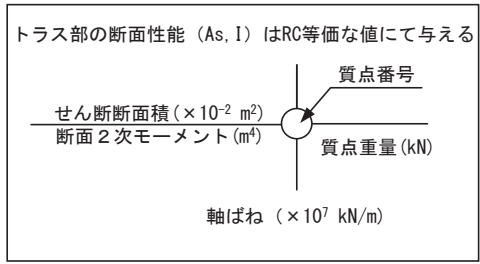 トラス部の断面性能（As,I）はRC等価な値にて与える
質点番号
せん断断面積(×10⁻² m²)
断面２次モーメント(m⁴)
質点重量(kN)
軸ばね（×10⁷ kN/m)